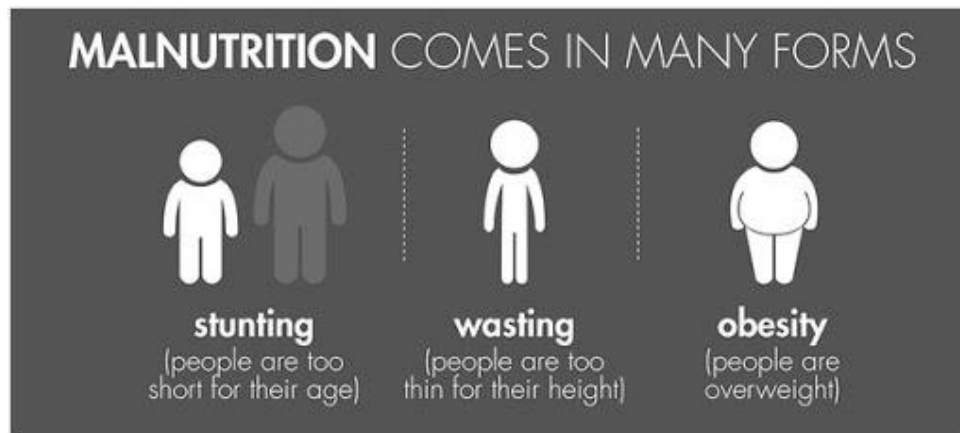 MALNUTRITION COMES IN MANY FORMS
stunting
(people are too
short for their age)
wasting
(people are too
thin for their height)
obesity
(people are
overweight)